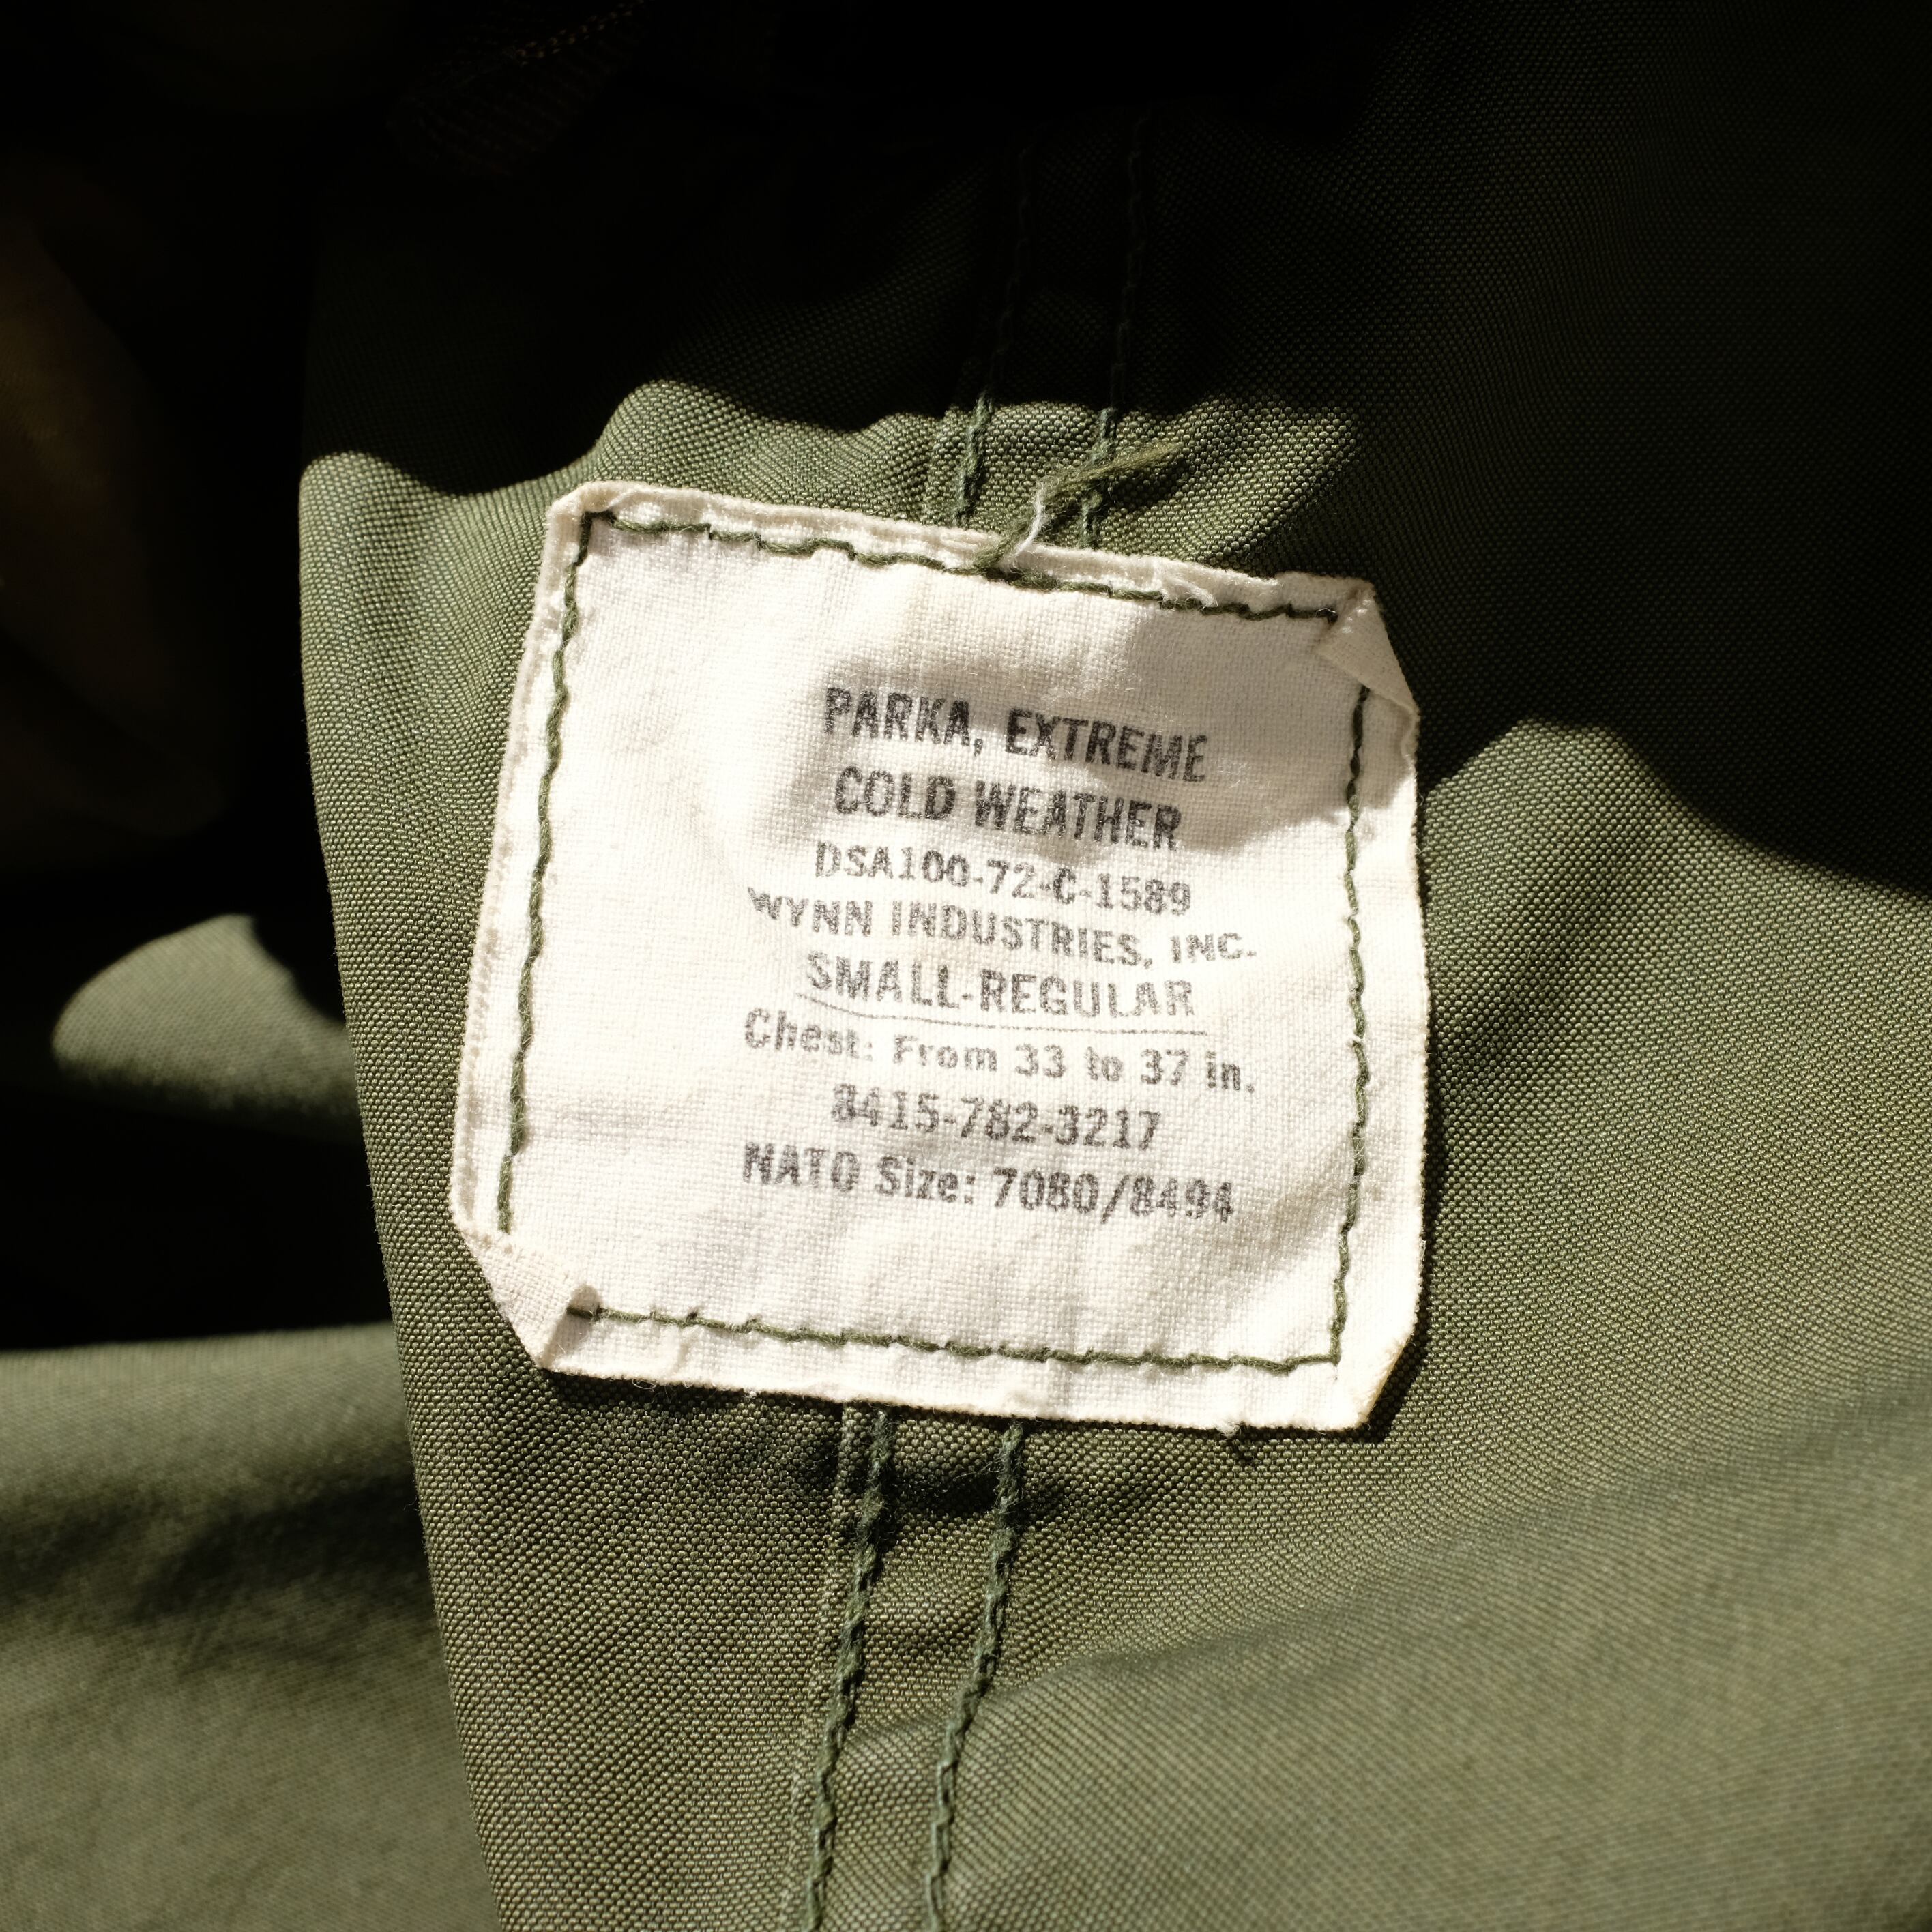 PARKA, EXTREME
COLD WEATHER
DSA100-72-C-1589
WYNN INDUSTRIES, INC.
SMALL-REGULAR
Chest: From 33 to 37 in.
8415-782-3217
NATO Size: 7080/8494